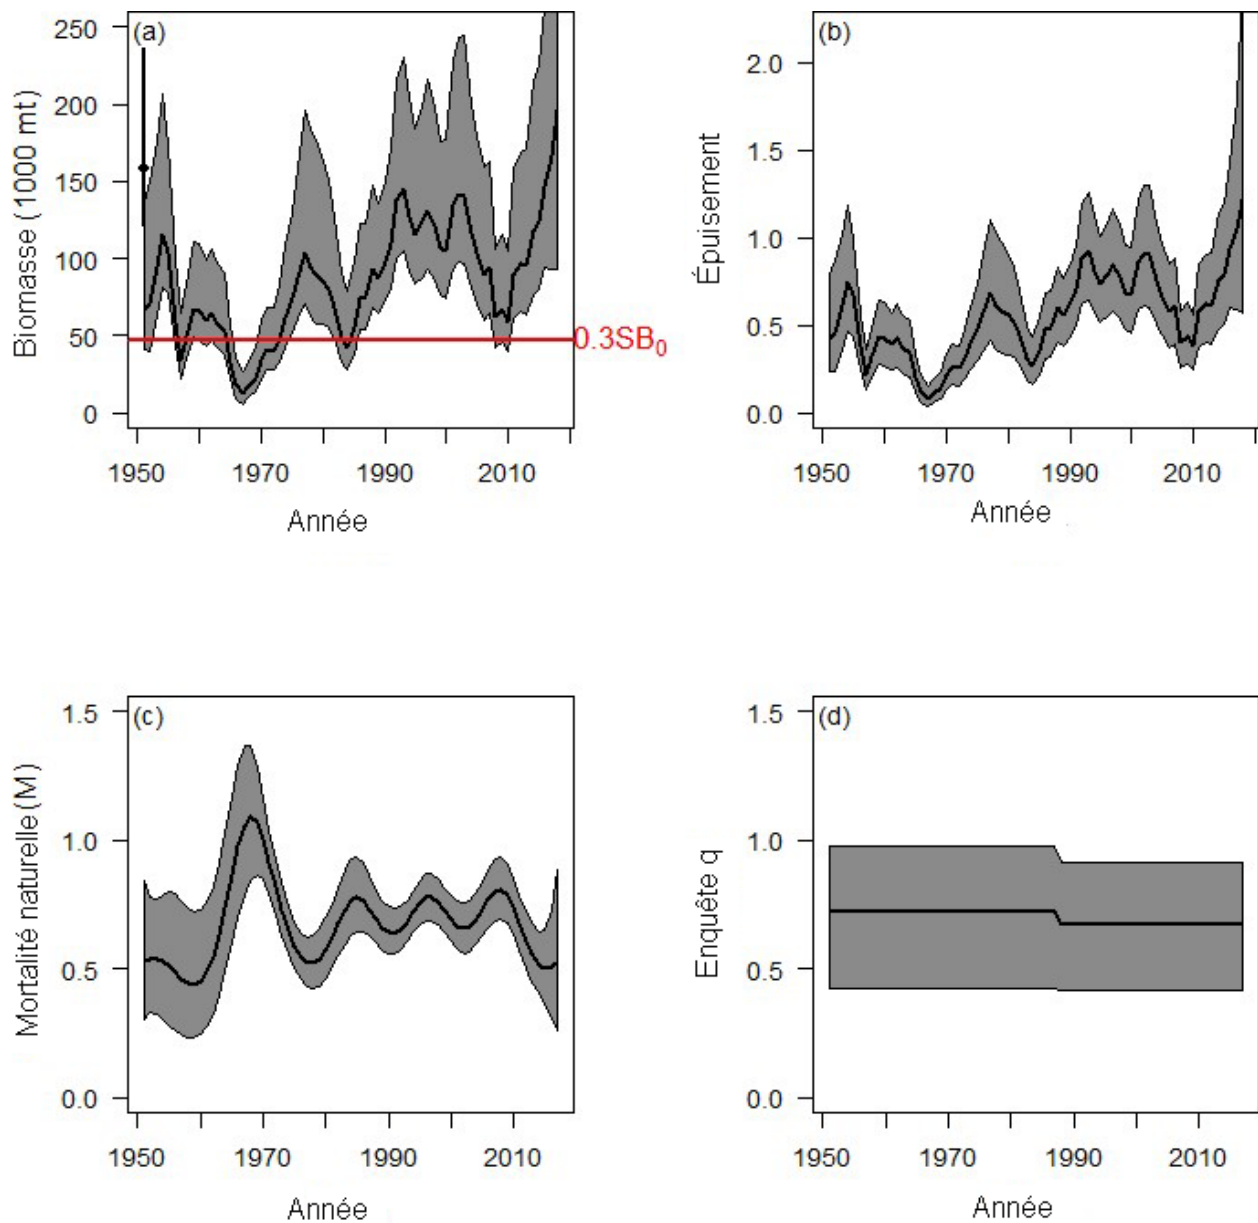 (a)
Biomasse (1000 mt)
250
200
150
100
50
0
0.3SB₀
1950 1970 1990 2010
Année
(b)
Épuisement
2.0
1.5
1.0
0.5
0.0
1950 1970 1990 2010
Année
(c)
Mortalité naturelle (M)
1.5
1.0
0.5
0.0
1950 1970 1990 2010
Année
(d)
Enquête q
1.5
1.0
0.5
0.0
1950 1970 1990 2010
Année